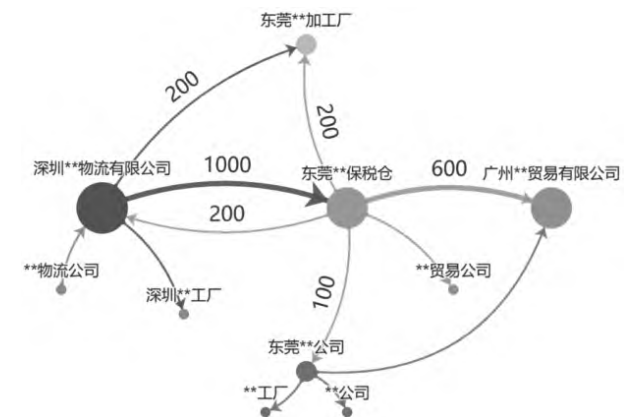 东莞**加工厂
200
200
深圳**物流有限公司
1000
东莞**保税仓
600
广州**贸易有限公司
200
**物流公司
深圳**工厂
**贸易公司
100
东莞**公司
**工厂
**公司